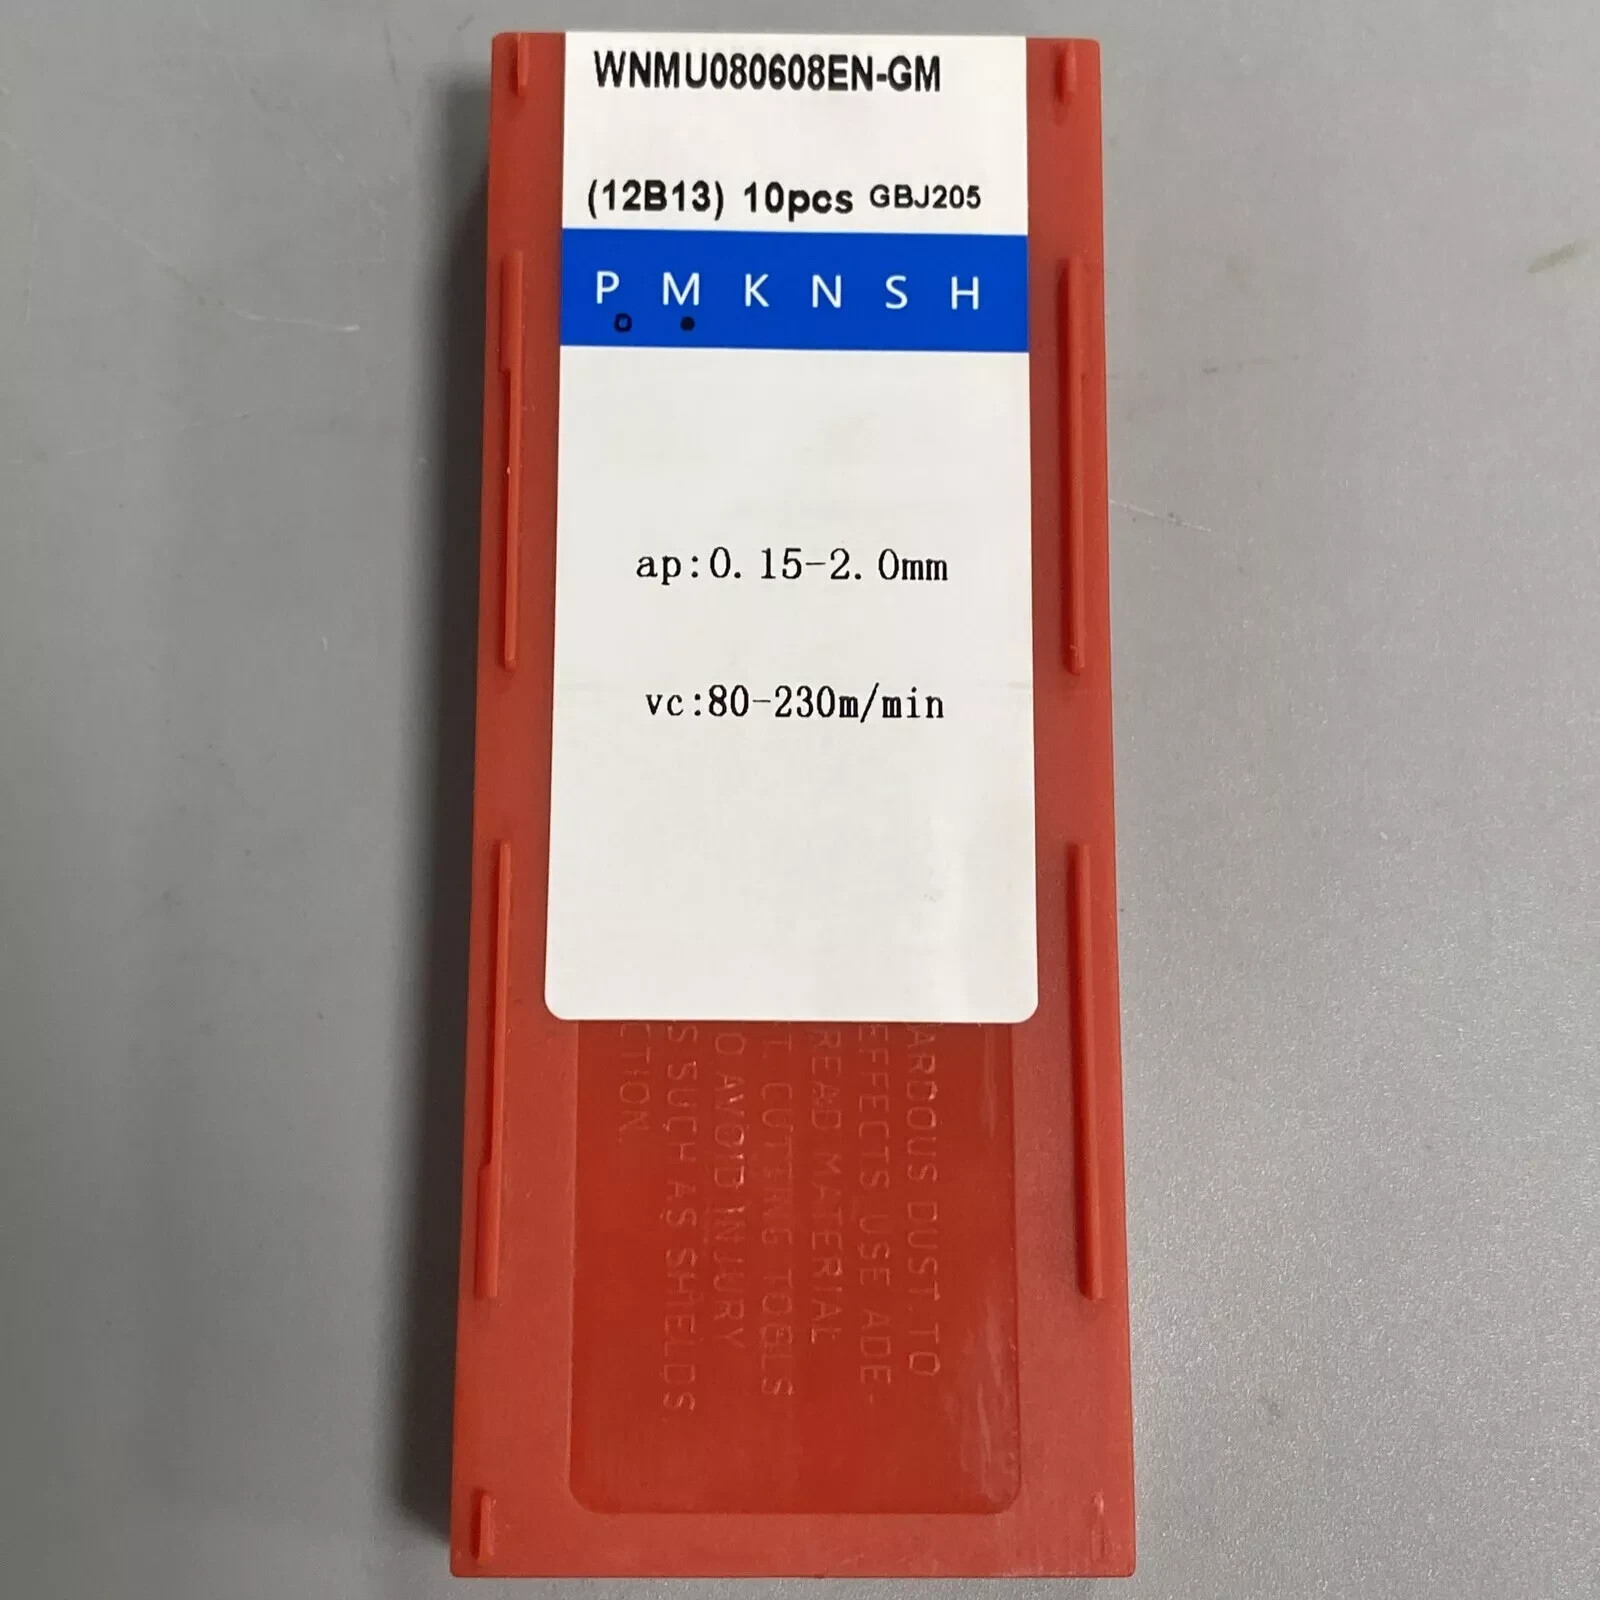 WNMU080608EN-GM
(12B13) 10pcs GBJ205
P M K N S H
ap:0.15-2.0mm
vc:80-230m/min
ARDOUS DUST. TO
EFFECTS USE ADE-
READ MATERIAL
T. CUTTING TOOLS
O AVOID INJURY
S SUCH AS SHIELDS
CTION.